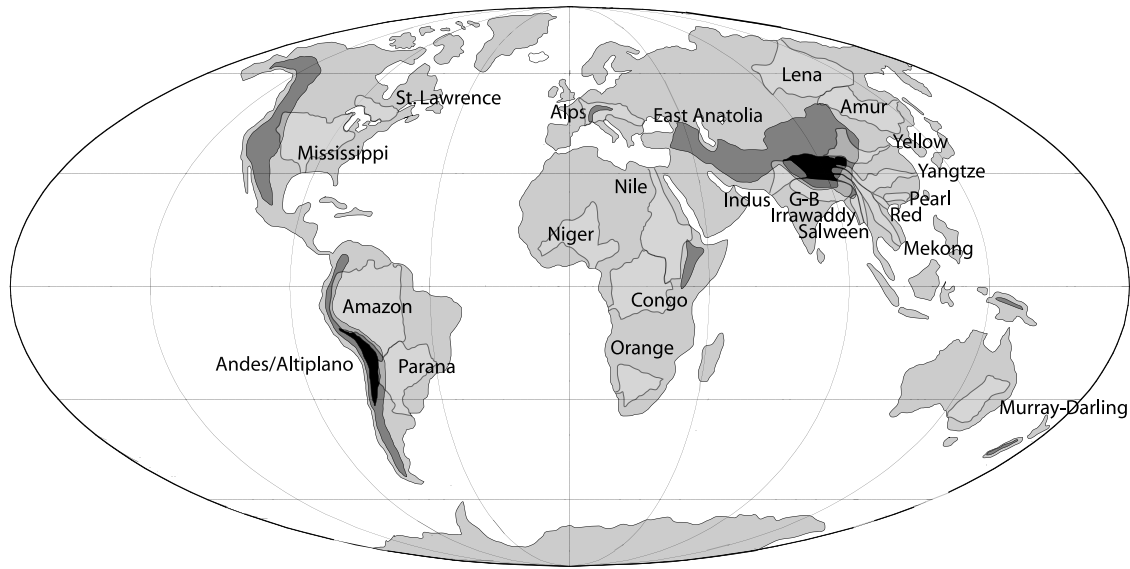 Lena
St. Lawrence
Alps
East Anatolia
Amur
Mississippi
Yellow
Yangtze
Nile
Indus
G-B
Pearl
Irrawaddy
Red
Salween
Niger
Mekong
Amazon
Congo
Orange
Andes/Altiplano
Parana
Murray-Darling